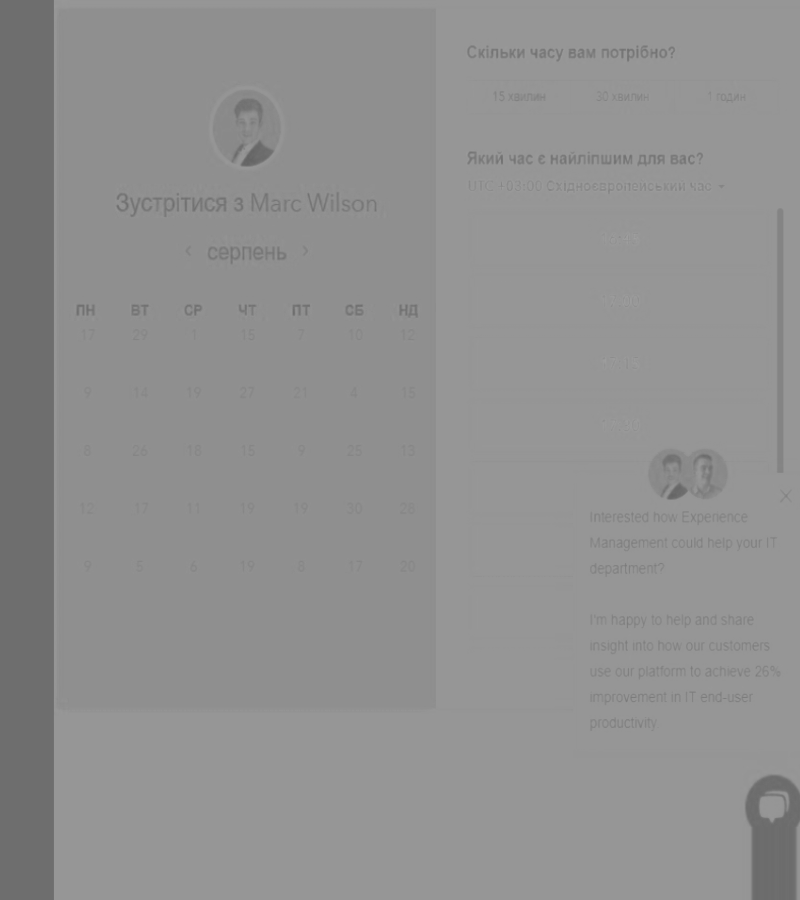 Зустрітися з Marc Wilson
серпень
ПН ВТ СР ЧТ ПТ СБ НД
17 29 1 15 7 10 12
9 14 19 27 21 4 15
8 26 18 15 9 25 13
12 17 11 19 19 30 28
9 5 6 19 8 17 20
Скільки часу вам потрібно?
15 хвилин 30 хвилин 1 годин
Який час є найліпшим для вас?
UTC +03:00 Східноєвропейський час
Interested how Experience
Management could help your IT
department?
I'm happy to help and share
insight into how our customers
use our platform to achieve 26%
improvement in IT end-user
productivity.